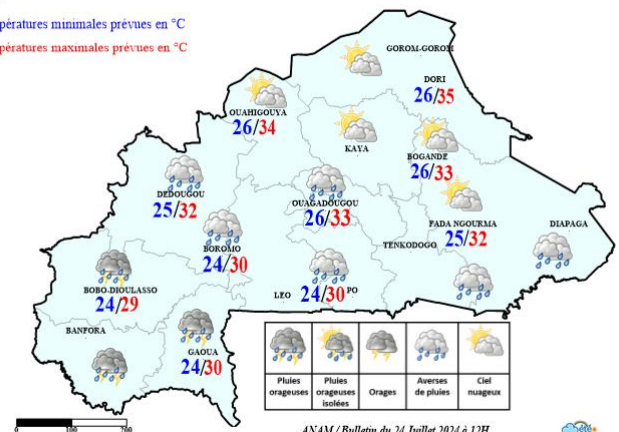 pératures minimales prévues en °C
pératures maximales prévues en °C
GOROM-GOROM
DORI
26/35
OUAHIGOUYA
26/34
KAYA
BOGANDE
26/33
DEDOUGOU
25/32
OUAGADOUGOU
26/33
FADA NGOURMA
25/32
DIAPAGA
BOROMO
24/30
TENKODOGO
BOBO-DIOULASSO
24/29
LEO
24/30 PO
BANFORA
GAOUA
24/30
Pluies orageuses
Pluies orageuses isolées
Orages
Averses de pluies
Ciel nuageux
100
200
ANAM / Bulletin du 24 Juillet 2024 à 12H